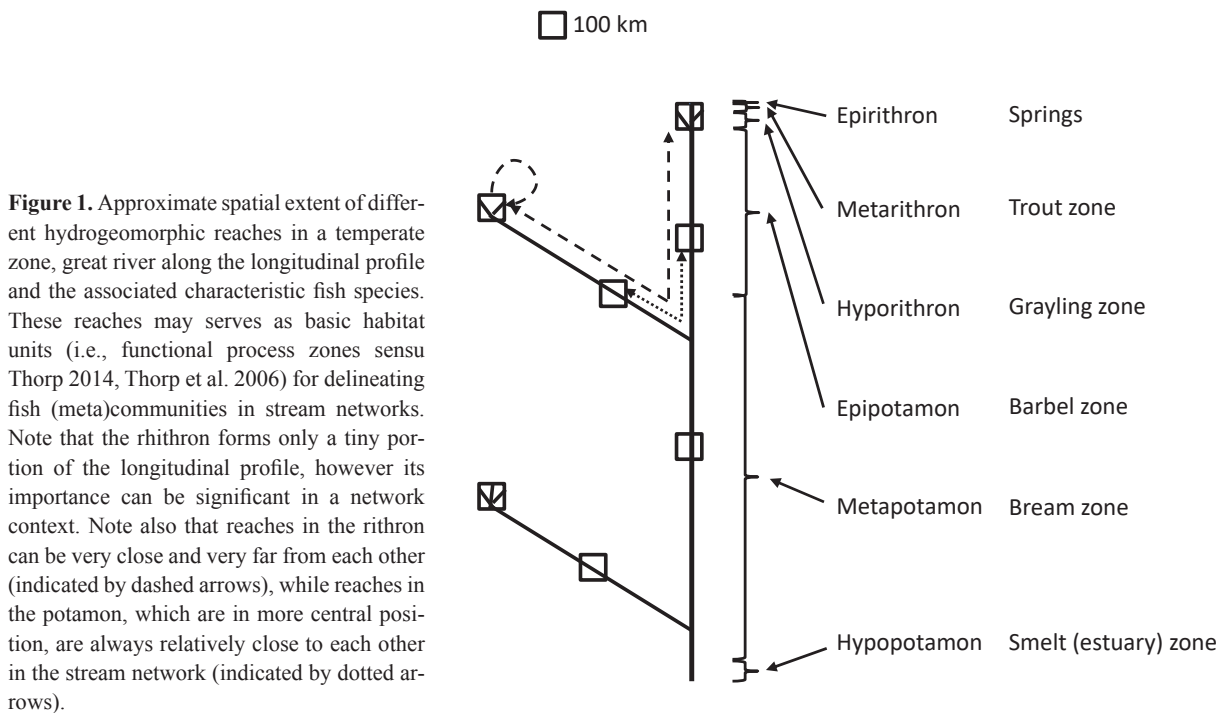 100 km
Epirithron Springs
Metarithron Trout zone
Hyporithron Grayling zone
Epipotamon Barbel zone
Metapotamon Bream zone
Hypopotamon Smelt (estuary) zone
Figure 1. Approximate spatial extent of differ-
ent hydrogeomorphic reaches in a temperate
zone, great river along the longitudinal profile
and the associated characteristic fish species.
These reaches may serves as basic habitat
units (i.e., functional process zones sensu
Thorp 2014, Thorp et al. 2006) for delineating
fish (meta)communities in stream networks.
Note that the rhithron forms only a tiny por-
tion of the longitudinal profile, however its
importance can be significant in a network
context. Note also that reaches in the rithron
can be very close and very far from each other
(indicated by dashed arrows), while reaches in
the potamon, which are in more central posi-
tion, are always relatively close to each other
in the stream network (indicated by dotted ar-
rows).